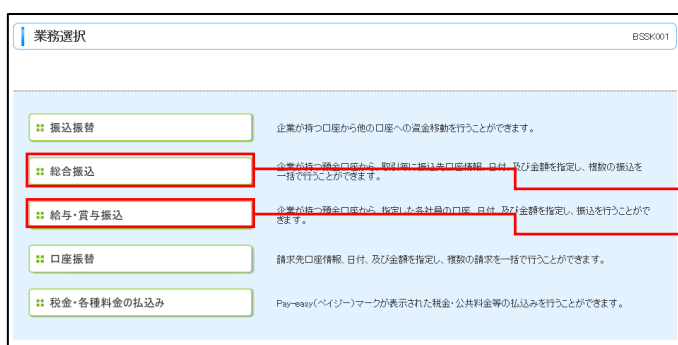 業務選択
BSSK001
振込振替
企業が持つ口座から他の口座への資金移動を行うことができます。
総合振込
企業が持つ預金口座から、取引毎に振込先口座情報、日付、及び金額を指定し、複数の振込を
一括で行うことができます。
給与・賞与振込
企業が持つ預金口座から、指定した各社員の口座、日付、及び金額を指定し、振込を行うことがで
きます。
口座振替
請求先口座情報、日付、及び金額を指定し、複数の請求を一括で行うことができます。
税金・各種料金の払込み
Pay-easy(ペイジー)マークが表示された税金・公共料金等の払込みを行うことができます。